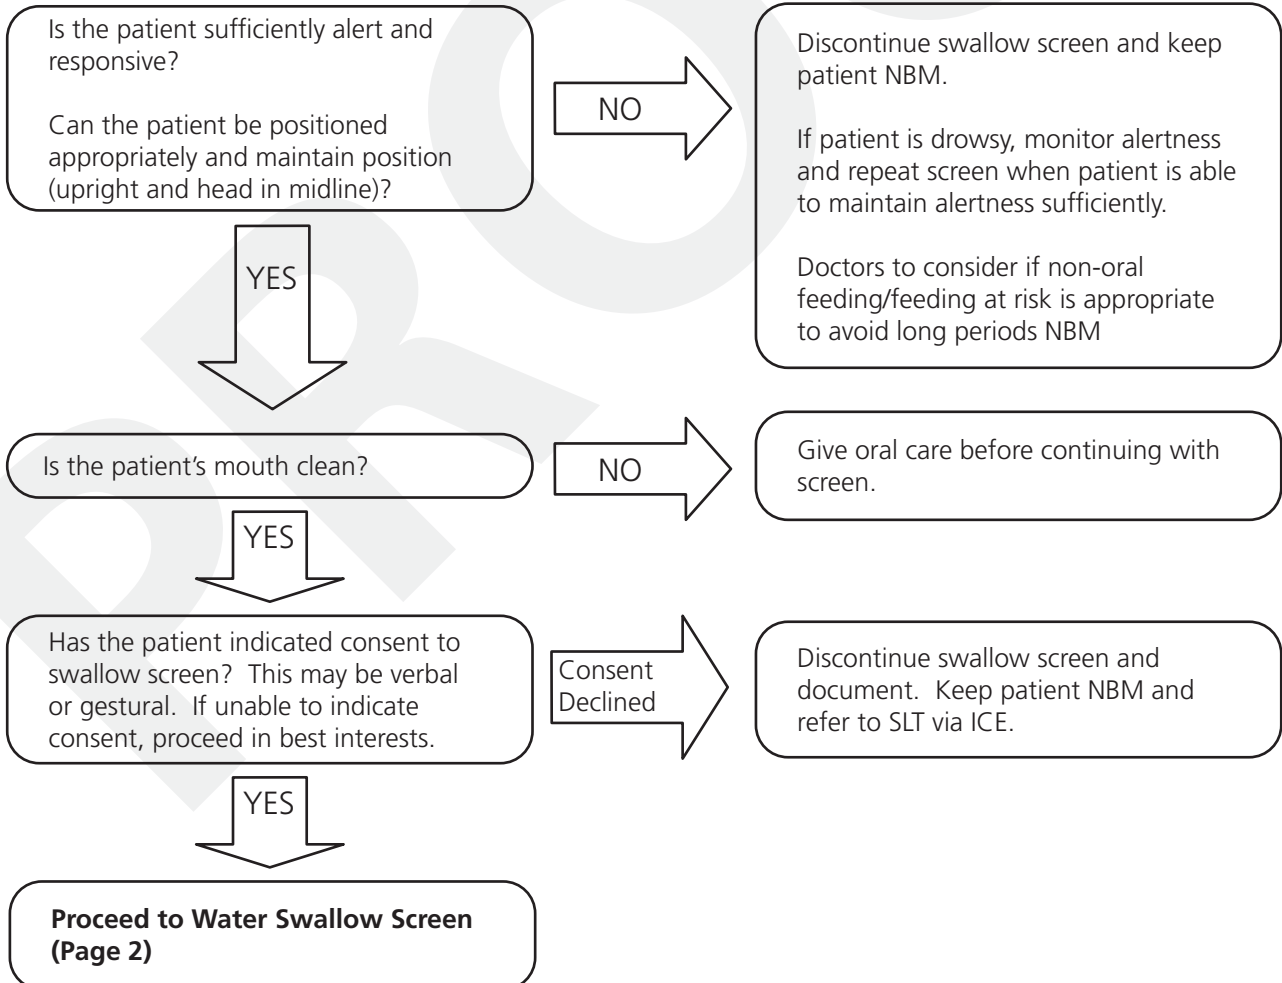 Is the patient sufficiently alert and
responsive?
Can the patient be positioned
appropriately and maintain position
(upright and head in midline)?
NO
Discontinue swallow screen and keep
patient NBM.
If patient is drowsy, monitor alertness
and repeat screen when patient is able
to maintain alertness sufficiently.
Doctors to consider if non-oral
feeding/feeding at risk is appropriate
to avoid long periods NBM
YES
Is the patient’s mouth clean?
NO
Give oral care before continuing with
screen.
YES
Has the patient indicated consent to
swallow screen?  This may be verbal
or gestural.  If unable to indicate
consent, proceed in best interests.
Consent
Declined
Discontinue swallow screen and
document.  Keep patient NBM and
refer to SLT via ICE.
YES
Proceed to Water Swallow Screen
(Page 2)
PRO